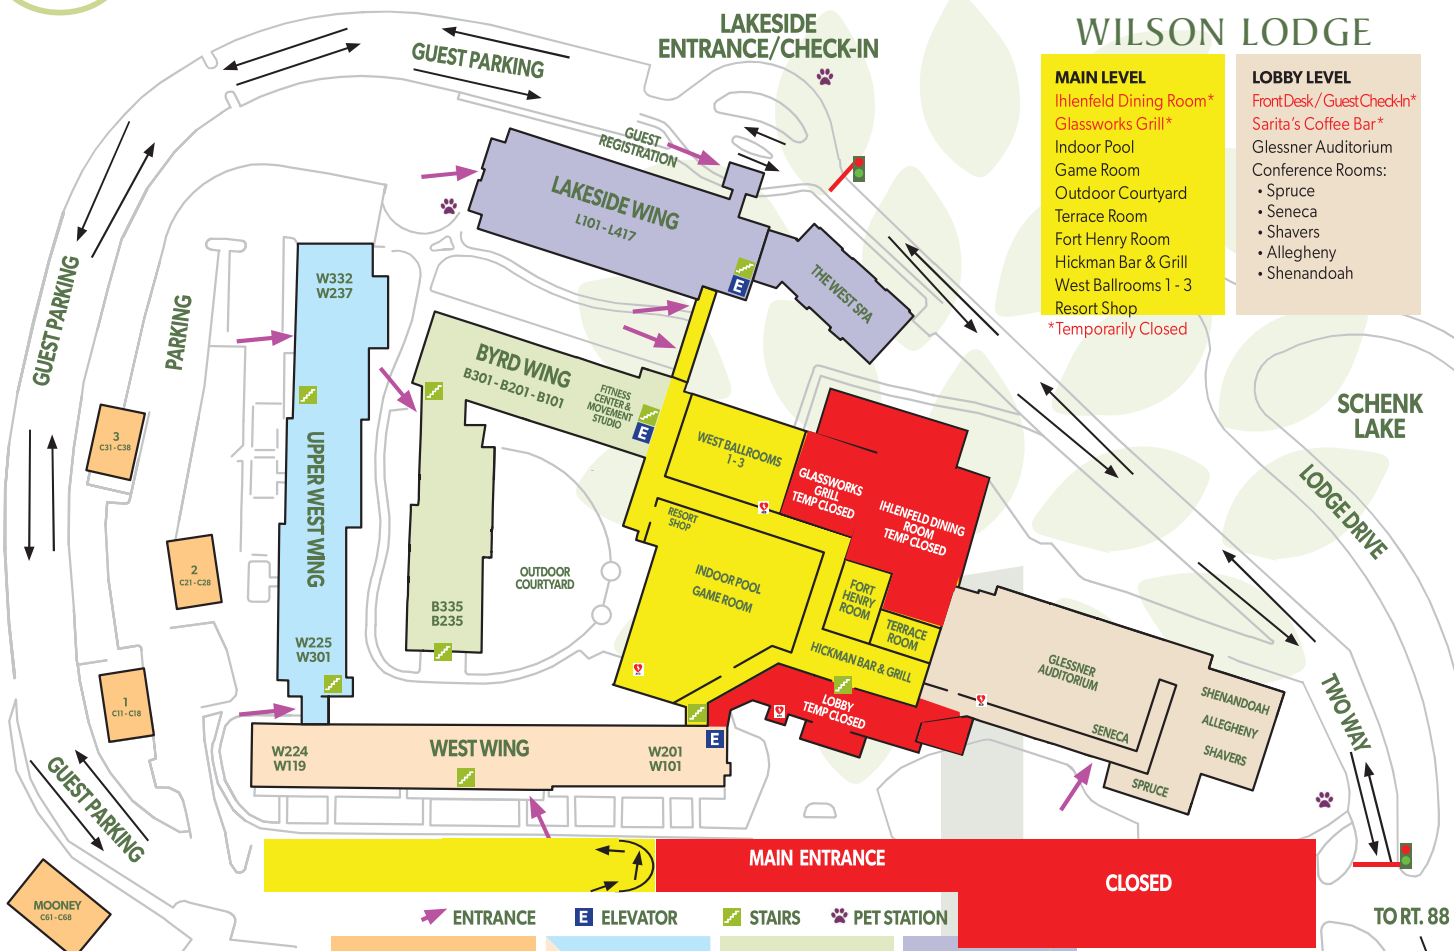 LAKESIDE
ENTRANCE/CHECK-IN
WILSON LODGE
MAIN LEVEL
Ihlenfeld Dining Room*
Glassworks Grill*
Indoor Pool
Game Room
Outdoor Courtyard
Terrace Room
Fort Henry Room
Hickman Bar & Grill
West Ballrooms 1 - 3
Resort Shop
*Temporarily Closed
LOBBY LEVEL
Front Desk / Guest Check-In*
Sarita's Coffee Bar*
Glessner Auditorium
Conference Rooms:
• Spruce
• Seneca
• Shavers
• Allegheny
• Shenandoah
GUEST PARKING
GUEST
REGISTRATION
LAKESIDE WING
L101 - L417
E
THE WEST SPA
GUEST PARKING
PARKING
W332
W237
UPPER WEST WING
W225
W301
BYRD WING
B301 - B201 - B101
FITNESS
CENTER &
MOVEMENT
STUDIO
E
B335
B235
OUTDOOR
COURTYARD
WEST BALLROOMS
1 - 3
RESORT
SHOP
INDOOR POOL
GAME ROOM
GLASSWORKS
GRILL
TEMP CLOSED
IHLENFELD DINING
ROOM
TEMP CLOSED
FORT
HENRY
ROOM
TERRACE
ROOM
HICKMAN BAR & GRILL
LOBBY
TEMP CLOSED
GLESSNER
AUDITORIUM
SENECA
SPRUCE
SHENANDOAH
ALLEGHENY
SHAVERS
SCHENK
LAKE
LODGE DRIVE
TWO WAY
3
C31 - C38
2
C21 - C28
1
C11 - C18
GUEST PARKING
MOONEY
C61 - C68
W224
W119
WEST WING
W201
W101
E
MAIN ENTRANCE
CLOSED
ENTRANCE
E ELEVATOR
STAIRS
PET STATION
TO RT. 88